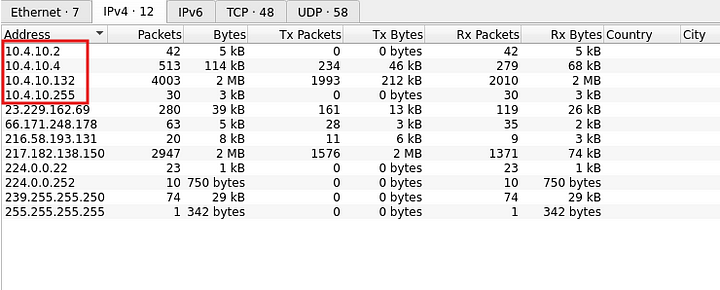 Ethernet · 7 IPv4 · 12 IPv6 TCP · 48 UDP · 58
Address Packets Bytes Tx Packets Tx Bytes Rx Packets Rx Bytes Country City
10.4.10.2 42 5 kB 0 0 bytes 42 5 kB
10.4.10.4 513 114 kB 234 46 kB 279 68 kB
10.4.10.132 4003 2 MB 1993 212 kB 2010 2 MB
10.4.10.255 30 3 kB 0 0 bytes 30 3 kB
23.229.162.69 280 39 kB 161 13 kB 119 26 kB
66.171.248.178 63 5 kB 28 3 kB 35 2 kB
216.58.193.131 20 8 kB 11 6 kB 9 3 kB
217.182.138.150 2947 2 MB 1576 2 MB 1371 74 kB
224.0.0.22 23 1 kB 0 0 bytes 23 1 kB
224.0.0.252 10 750 bytes 0 0 bytes 10 750 bytes
239.255.255.250 74 29 kB 0 0 bytes 74 29 kB
255.255.255.255 1 342 bytes 0 0 bytes 1 342 bytes